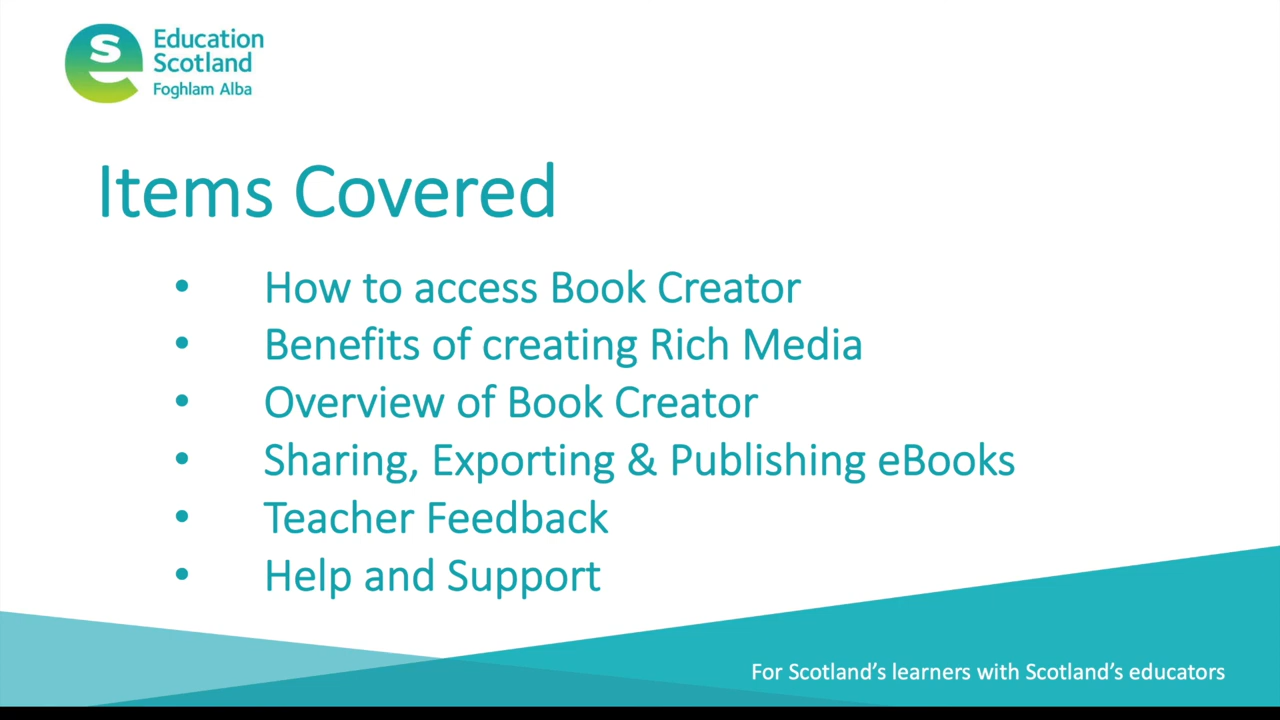 Education
Scotland
Foghlam Alba
Items Covered
• How to access Book Creator
• Benefits of creating Rich Media
• Overview of Book Creator
• Sharing, Exporting & Publishing eBooks
• Teacher Feedback
• Help and Support
For Scotland’s learners with Scotland’s educators